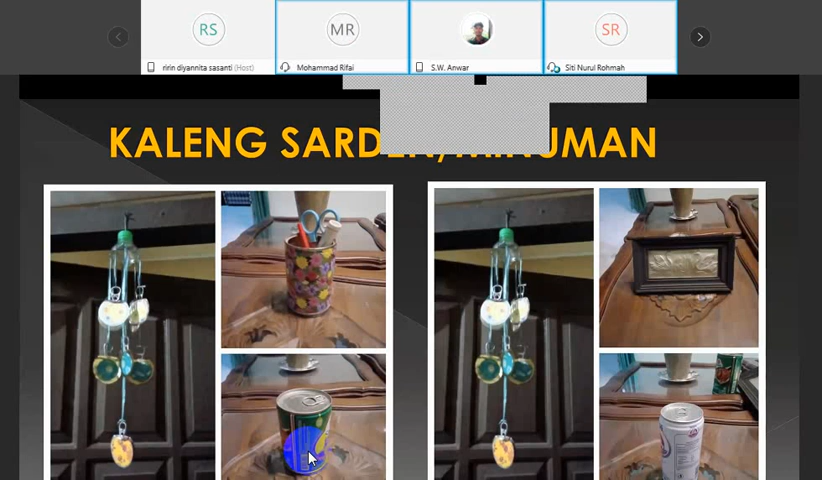 RS
MR
SR
ririn diyannita sasanti (Host)
Mohammad Rifai
S.W. Anwar
Siti Nurul Rohmah
KALENG SARDEN/MINUMAN